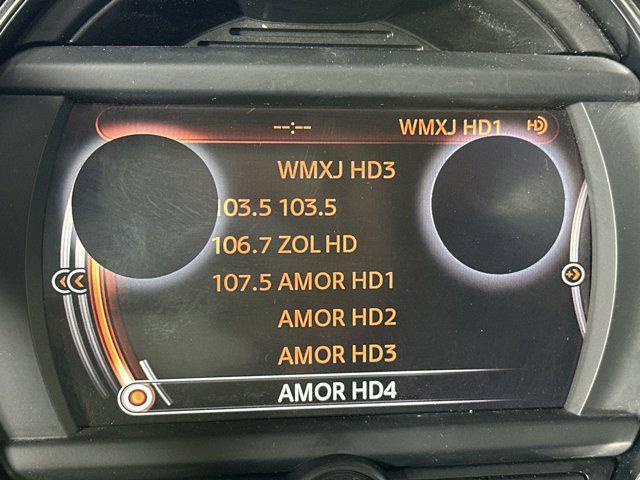 --:-- WMXJ HD1 HD
WMXJ HD3
103.5 103.5
106.7 ZOL HD
107.5 AMOR HD1
AMOR HD2
AMOR HD3
AMOR HD4